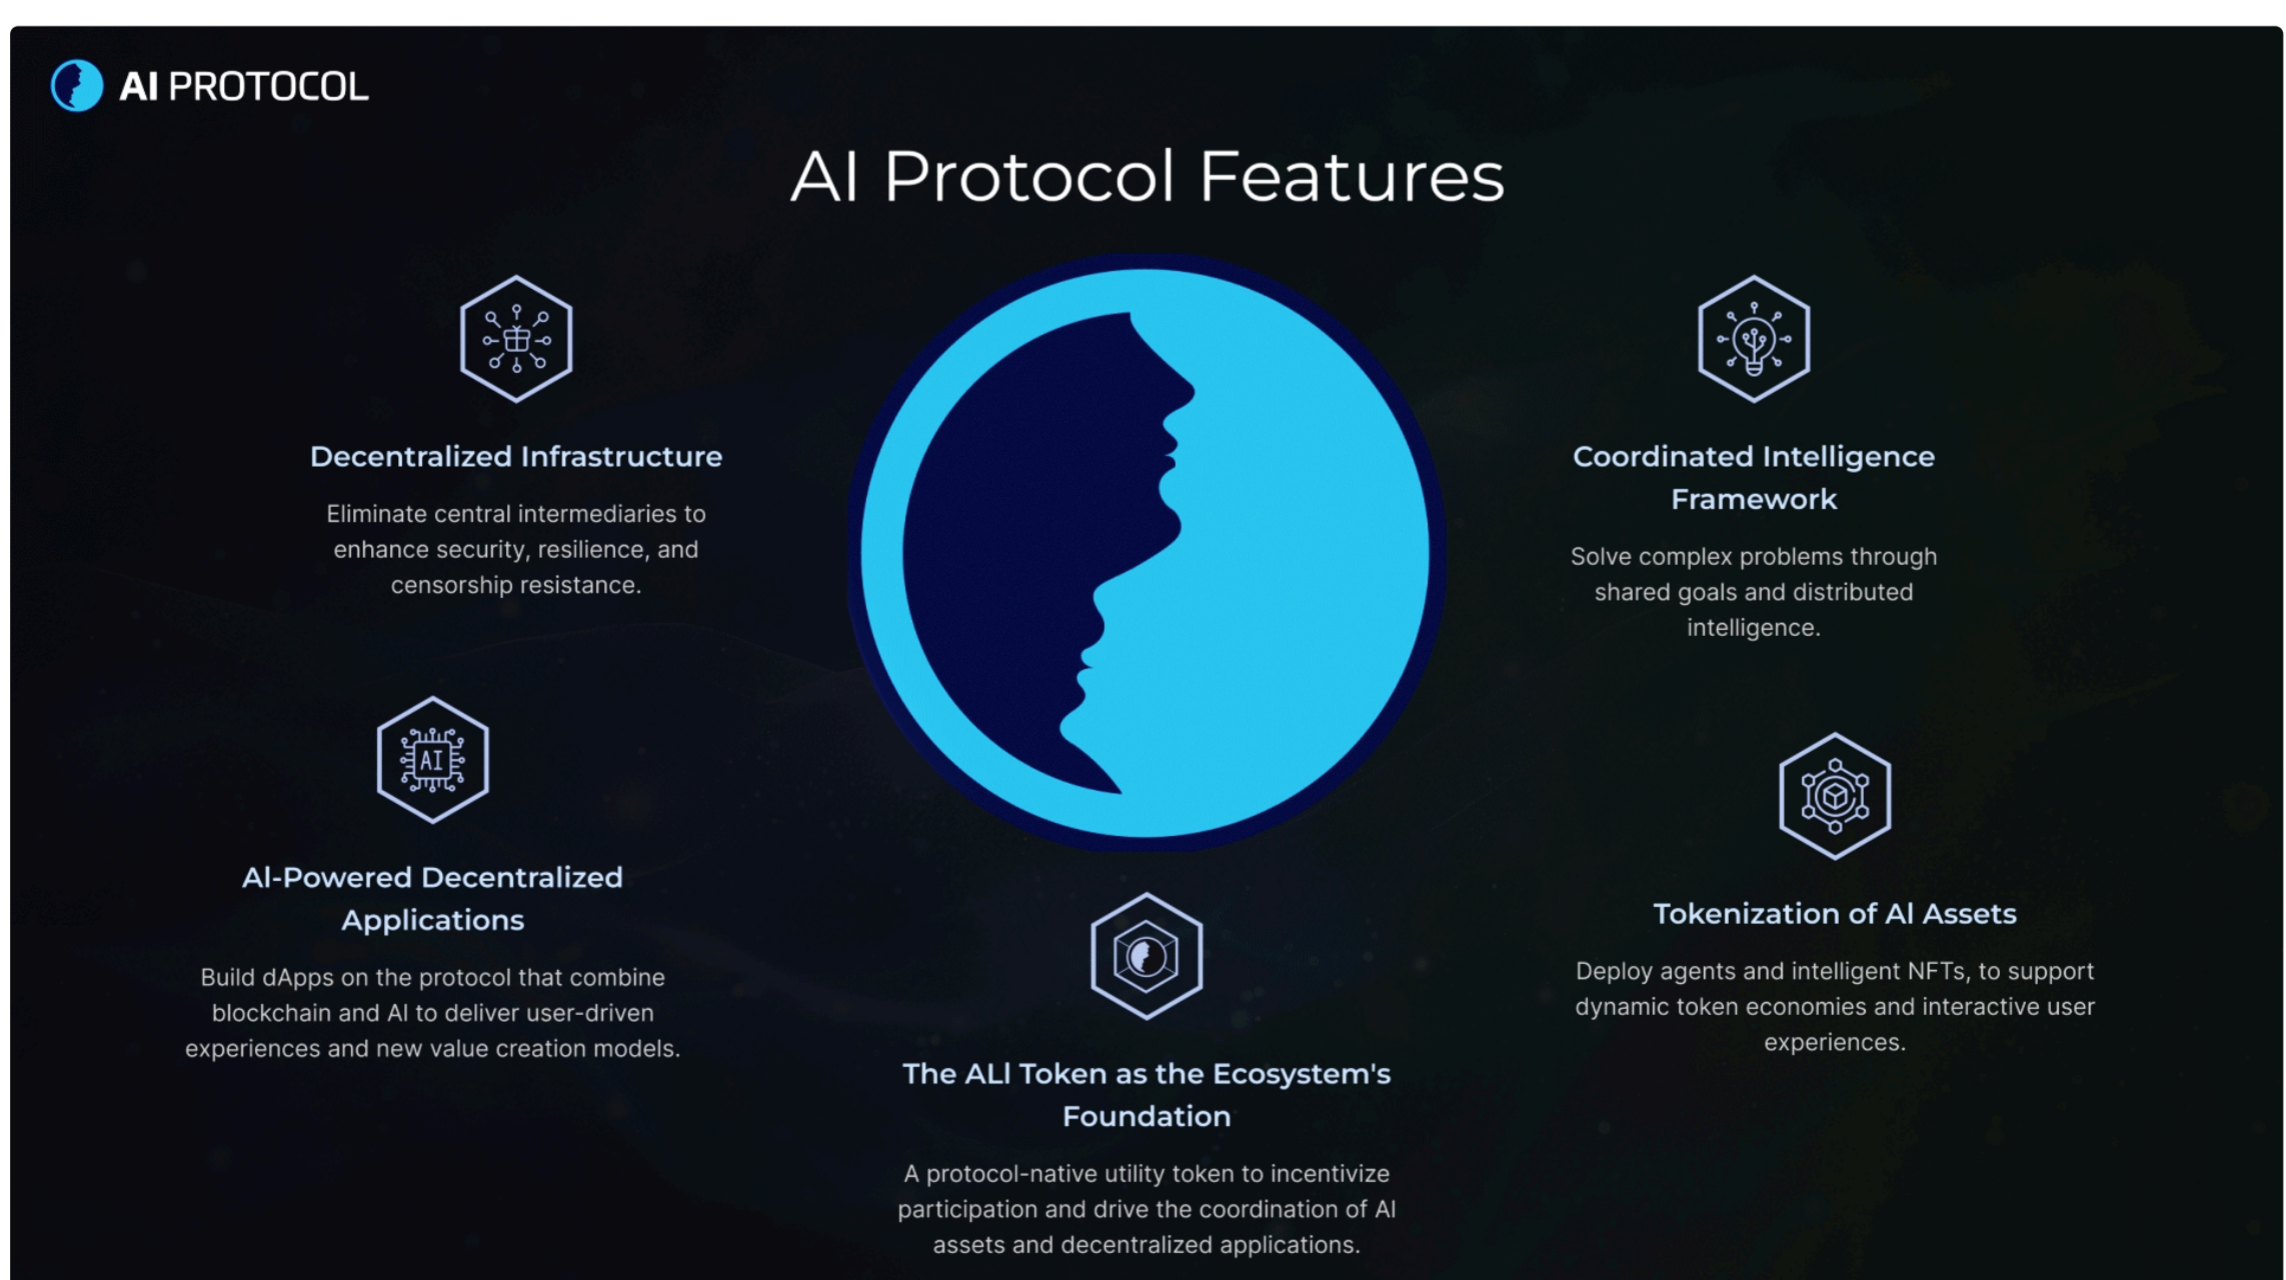 AI PROTOCOL
AI Protocol Features
Decentralized Infrastructure
Eliminate central intermediaries to
enhance security, resilience, and
censorship resistance.
Coordinated Intelligence
Framework
Solve complex problems through
shared goals and distributed
intelligence.
AI
AI-Powered Decentralized
Applications
Build dApps on the protocol that combine
blockchain and AI to deliver user-driven
experiences and new value creation models.
Tokenization of AI Assets
Deploy agents and intelligent NFTs, to support
dynamic token economies and interactive user
experiences.
The ALI Token as the Ecosystem's
Foundation
A protocol-native utility token to incentivize
participation and drive the coordination of AI
assets and decentralized applications.